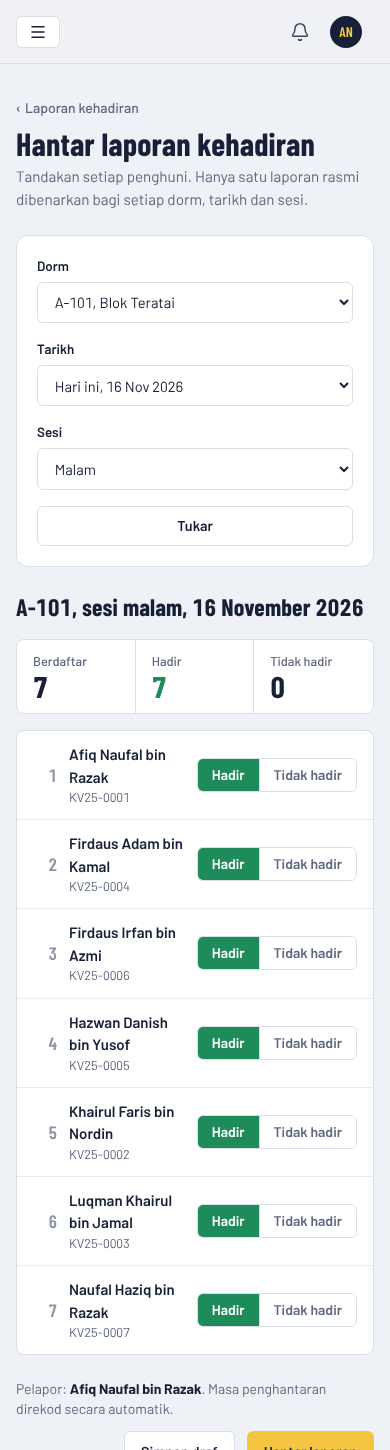 AN
‹ Laporan kehadiran
Hantar laporan kehadiran
Tandakan setiap penghuni. Hanya satu laporan rasmi
dibenarkan bagi setiap dorm, tarikh dan sesi.
Dorm
A-101, Blok Teratai
Tarikh
Hari ini, 16 Nov 2026
Sesi
Malam
Tukar
A-101, sesi malam, 16 November 2026
Berdaftar
7
Hadir
7
Tidak hadir
0
1
Afiq Naufal bin
Razak
KV25-0001
Hadir
Tidak hadir
2
Firdaus Adam bin
Kamal
KV25-0004
Hadir
Tidak hadir
3
Firdaus Irfan bin
Azmi
KV25-0006
Hadir
Tidak hadir
4
Hazwan Danish
bin Yusof
KV25-0005
Hadir
Tidak hadir
5
Khairul Faris bin
Nordin
KV25-0002
Hadir
Tidak hadir
6
Luqman Khairul
bin Jamal
KV25-0003
Hadir
Tidak hadir
7
Naufal Haziq bin
Razak
KV25-0007
Hadir
Tidak hadir
Pelapor: Afiq Naufal bin Razak. Masa penghantaran
direkod secara automatik.